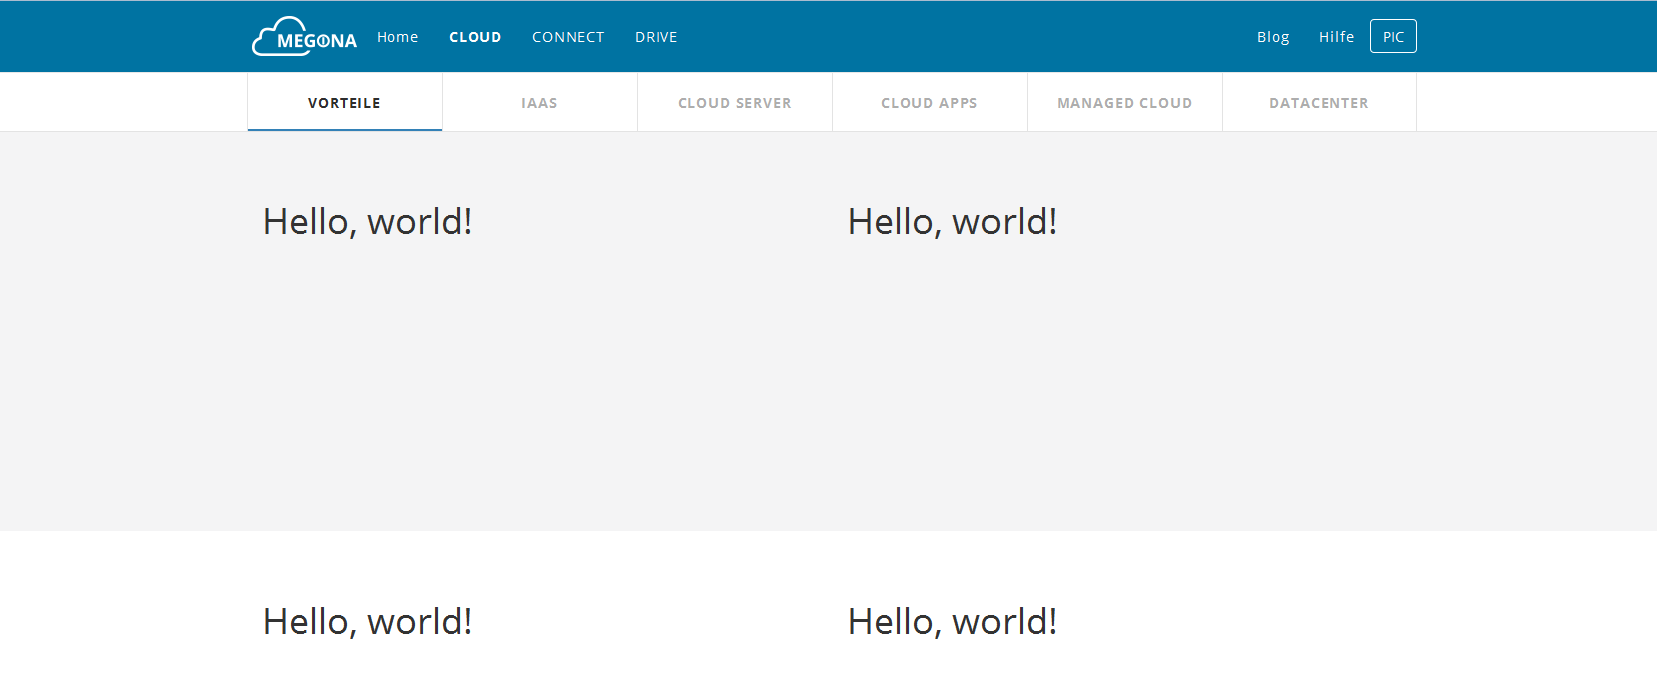 MEGONA Home CLOUD CONNECT DRIVE Blog Hilfe PIC
VORTEILE IAAS CLOUD SERVER CLOUD APPS MANAGED CLOUD DATACENTER
Hello, world! Hello, world!
Hello, world! Hello, world!